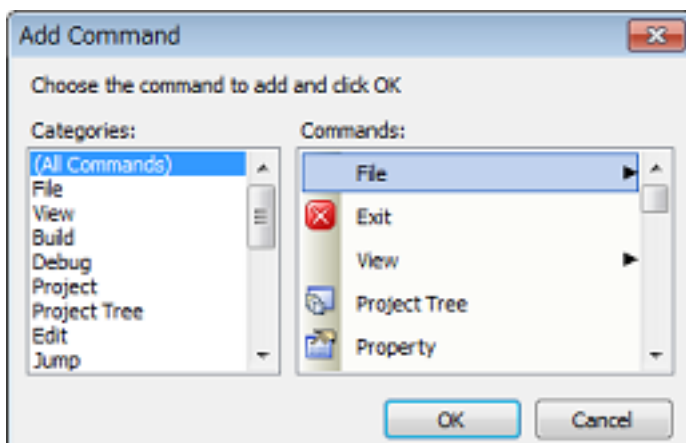 Add Command
Choose the command to add and click OK
Categories:
(All Commands)
File
View
Build
Debug
Project
Project Tree
Edit
Jump
Commands:
File
Exit
View
Project Tree
Property
OK
Cancel